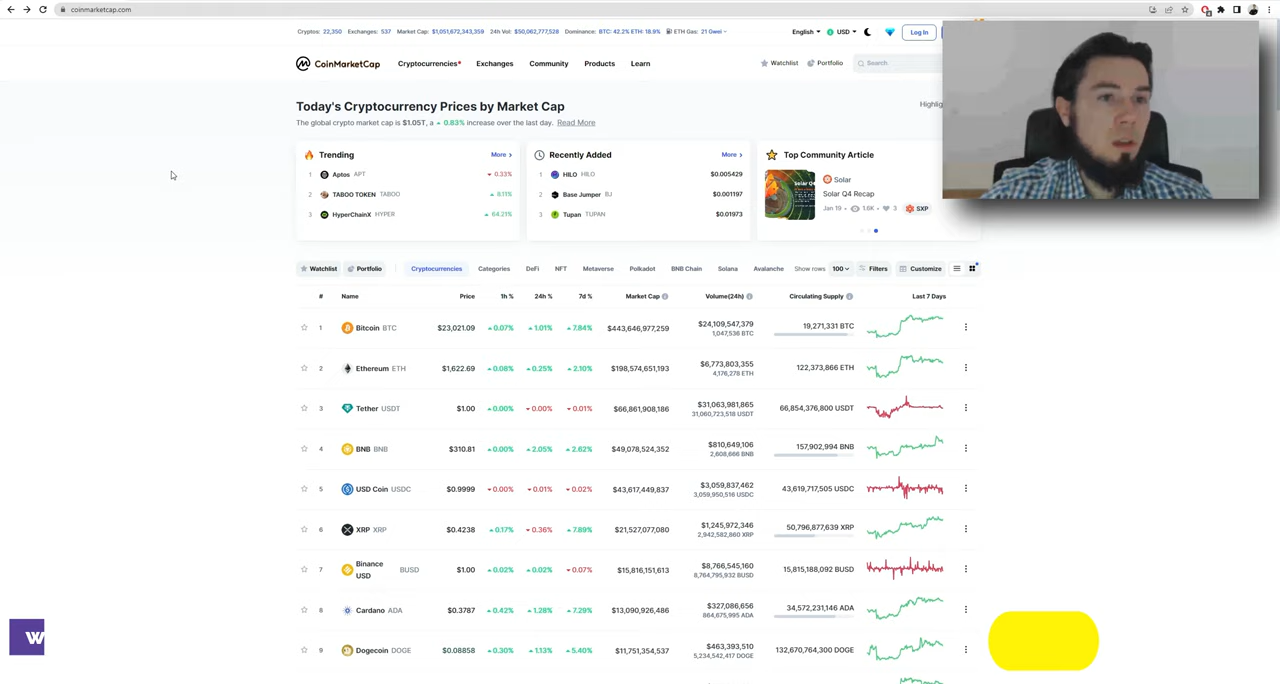 coinmarketcap.com
Cryptos: 22,350 Exchanges: 537 Market Cap: $1,051,672,343,359 24h Vol: $50,062,777,528 Dominance: BTC: 42.2% ETH: 18.9% ETH Gas: 21 Gwei
English USD Log In
CoinMarketCap Cryptocurrencies Exchanges Community Products Learn Watchlist Portfolio Search
Today's Cryptocurrency Prices by Market Cap
The global crypto market cap is $1.05T, a 0.83% increase over the last day. Read More
Trending More
1 Aptos APT 0.33%
2 TABOO TOKEN TABOO 8.11%
3 HyperChainX HYPER 64.21%
Recently Added More
1 HILO HILO $0.005429
2 Base Jumper BJ $0.001197
3 Tupan TUPAN $0.01973
Top Community Article
Solar
Solar Q4 Recap
Jan 19 • 1.6K • 3 SXP
Watchlist Portfolio Cryptocurrencies Categories DeFi NFT Metaverse Polkadot BNB Chain Solana Avalanche Show rows 100 Filters Customize
# Name Price 1h % 24h % 7d % Market Cap Volume(24h) Circulating Supply Last 7 Days
1 Bitcoin BTC $23,021.09 0.07% 1.01% 7.84% $443,646,977,259 $24,109,547,379 19,271,331 BTC
1,047,536 BTC
2 Ethereum ETH $1,622.69 0.08% 0.25% 2.10% $198,574,651,193 $6,773,803,355 122,373,866 ETH
4,176,278 ETH
3 Tether USDT $1.00 0.00% 0.00% 0.01% $66,861,908,186 $31,063,981,865 66,854,376,800 USDT
31,060,723,518 USDT
4 BNB BNB $310.81 0.00% 2.05% 2.62% $49,078,524,352 $810,649,106 157,902,994 BNB
2,608,666 BNB
5 USD Coin USDC $0.9999 0.00% 0.01% 0.02% $43,617,449,837 $3,059,837,462 43,619,717,505 USDC
3,059,950,516 USDC
6 XRP XRP $0.4238 0.17% 0.36% 7.89% $21,527,077,080 $1,245,972,346 50,796,877,639 XRP
2,942,582,860 XRP
7 Binance USD BUSD $1.00 0.02% 0.02% 0.07% $15,816,151,613 $8,766,545,160 15,815,188,092 BUSD
8,764,795,932 BUSD
8 Cardano ADA $0.3787 0.42% 1.28% 7.29% $13,090,926,486 $327,086,656 34,572,231,146 ADA
864,675,995 ADA
9 Dogecoin DOGE $0.08858 0.30% 1.13% 5.40% $11,751,354,537 $463,393,510 132,670,764,300 DOGE
5,234,542,417 DOGE
W